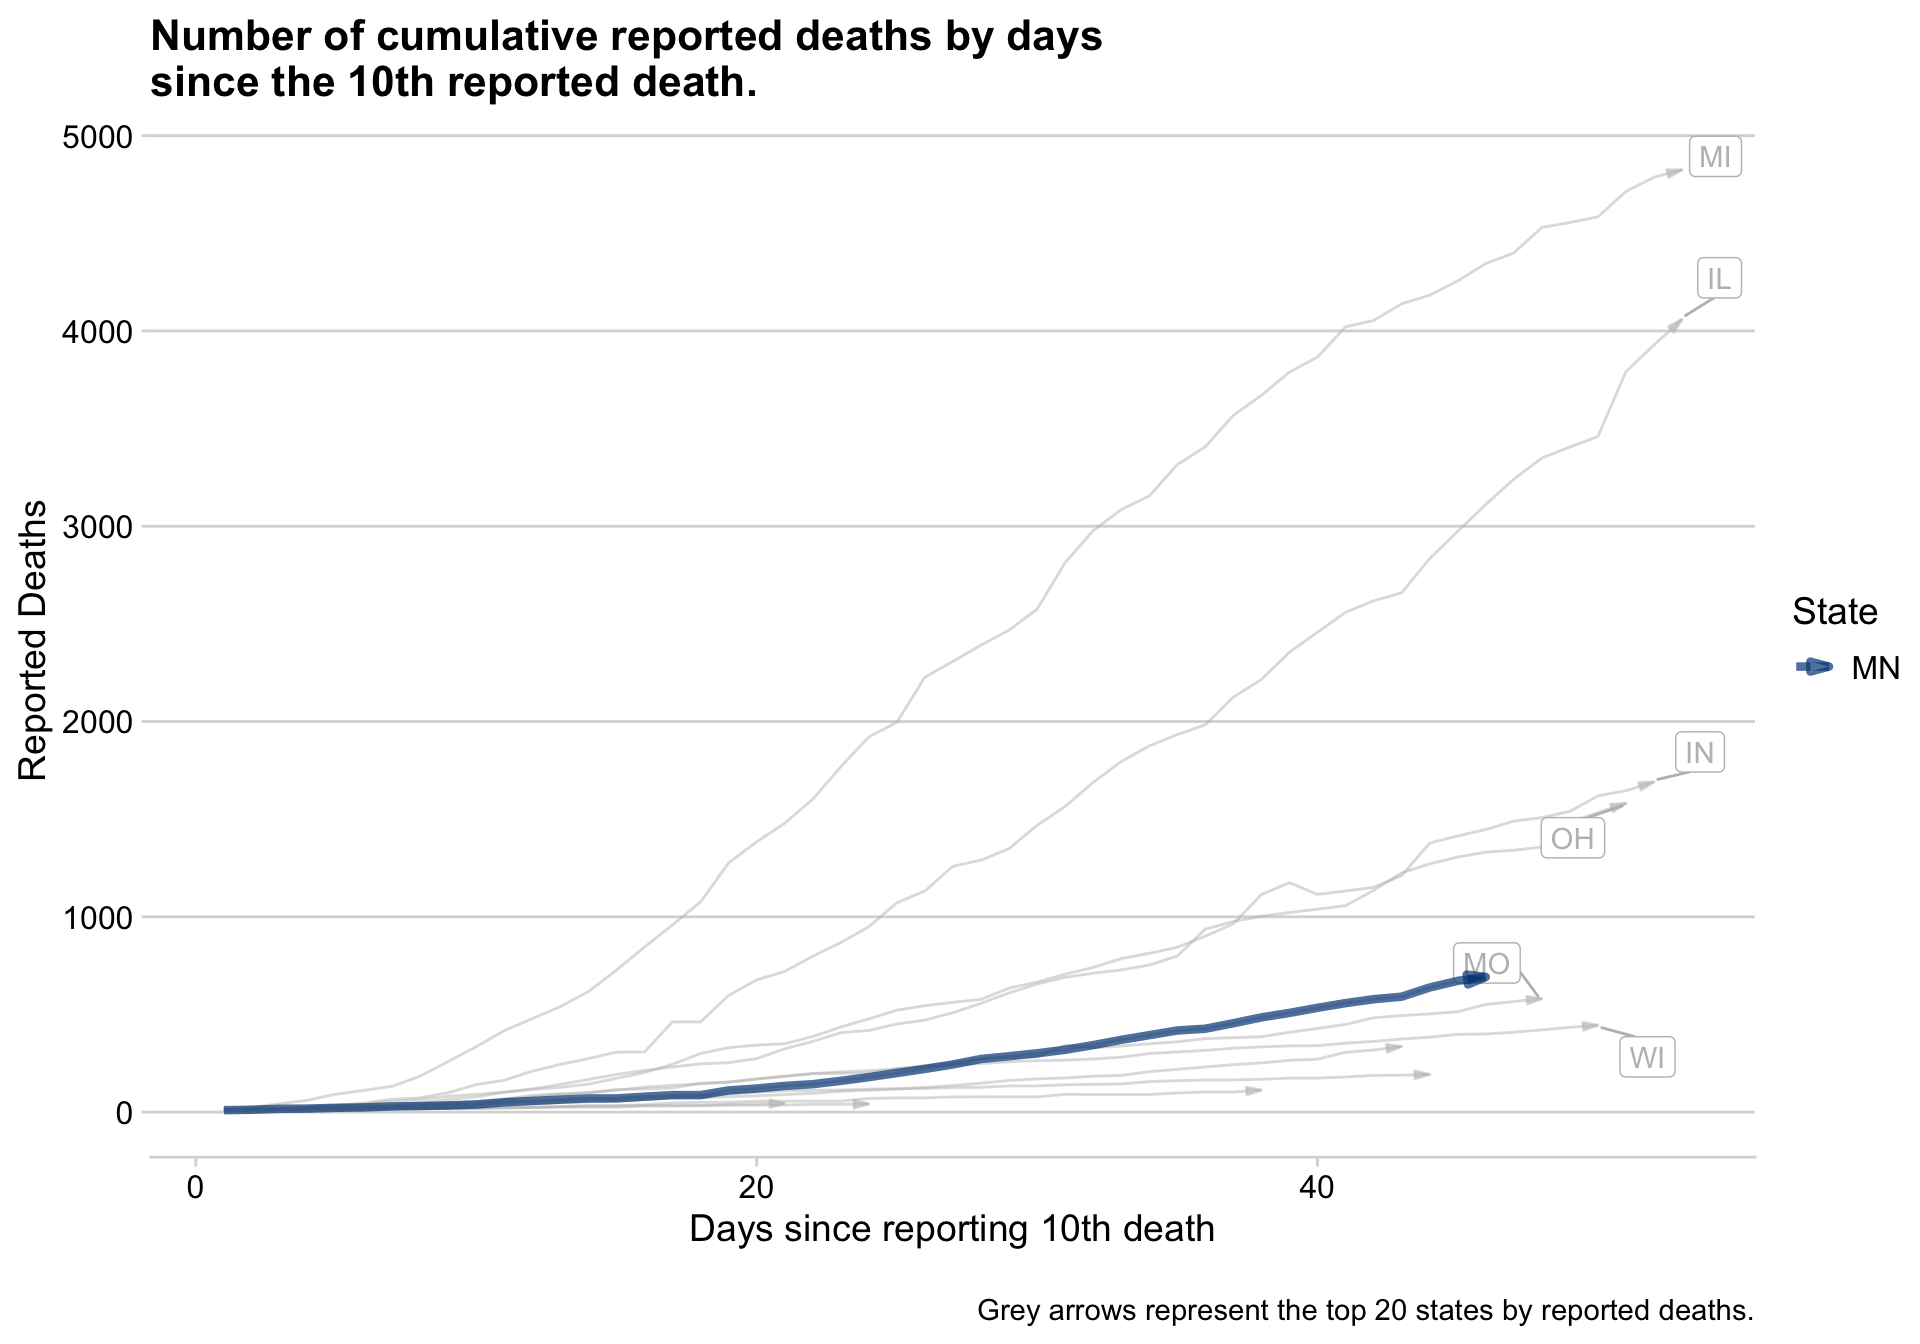 Number of cumulative reported deaths by days
since the 10th reported death.
5000
4000
3000
2000
1000
0
Reported Deaths
MI
IL
IN
OH
MO
WI
State
MN
0 20 40
Days since reporting 10th death
Grey arrows represent the top 20 states by reported deaths.